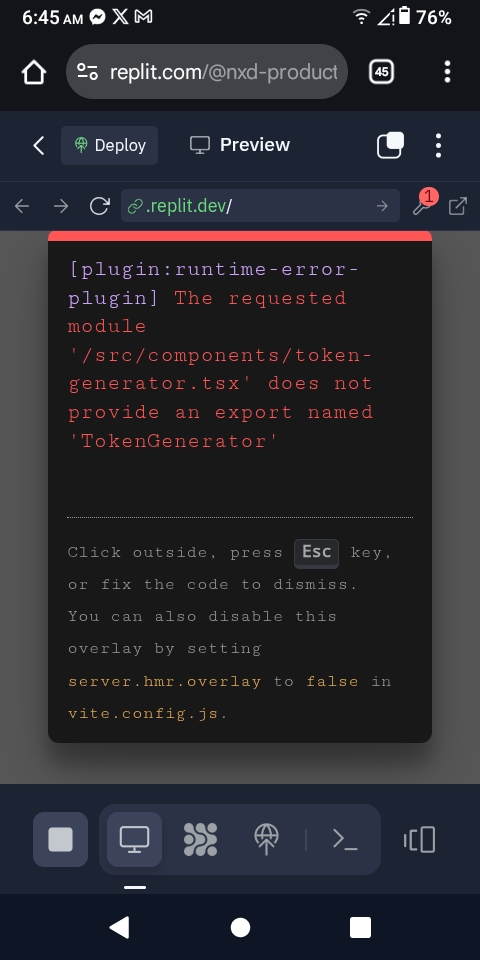 6:45 AM 76%
replit.com/@nxd-product 45
Deploy Preview
.replit.dev/ 1
[plugin:runtime-error-
plugin] The requested
module
'/src/components/token-
generator.tsx' does not
provide an export named
'TokenGenerator'
Click outside, press Esc key,
or fix the code to dismiss.
You can also disable this
overlay by setting
server.hmr.overlay to false in
vite.config.js.